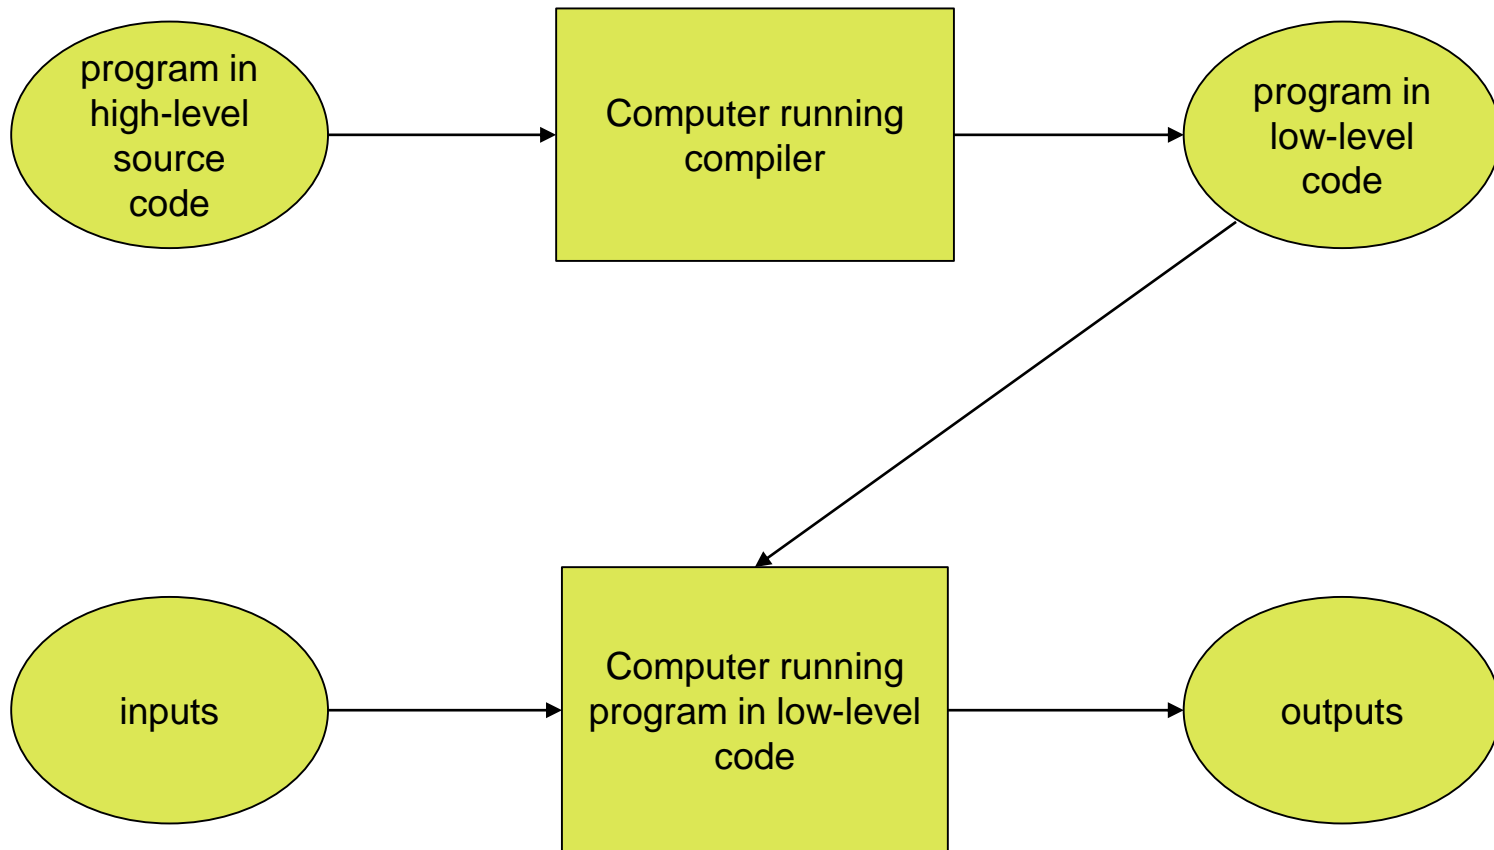 program in
high-level
source
code
Computer running
compiler
program in
low-level
code
inputs
Computer running
program in low-level
code
outputs